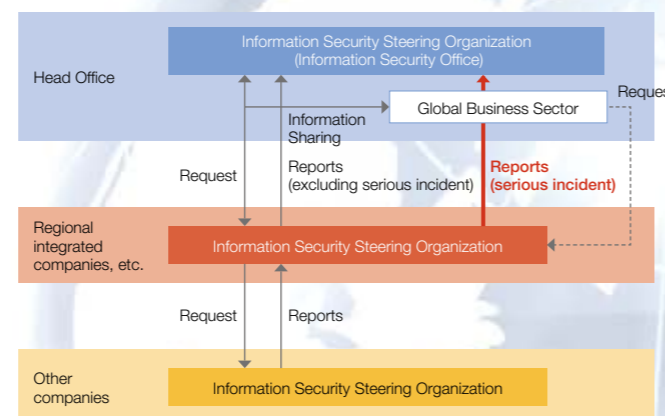 Information Security Steering Organization
(Information Security Office)
Head Office
Global Business Sector
Reques
Information
Sharing
Request
Reports
(excluding serious incident)
Reports
(serious incident)
Regional
integrated
companies, etc.
Information Security Steering Organization
Request
Reports
Other
companies
Information Security Steering Organization